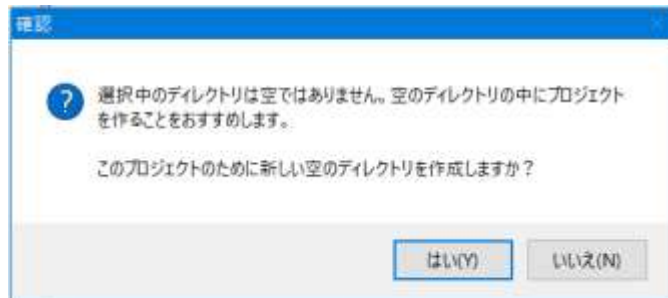 確認
選択中のディレクトリは空ではありません。空のディレクトリの中にプロジェクト
を作ることをおすすめします。
このプロジェクトのために新しい空のディレクトリを作成しますか？
はい(Y)
いいえ(N)